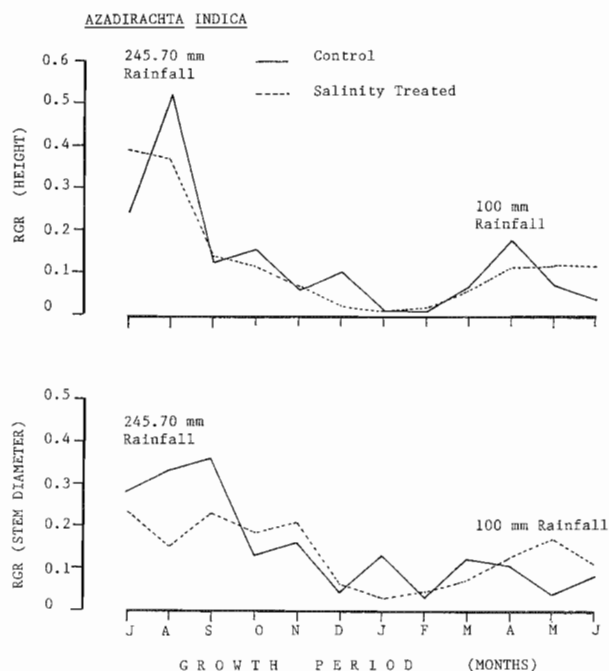 AZADIRACHTA INDICA
245.70 mm
Rainfall
Control
Salinity Treated
0.6
0.5
0.4
0.3
0.2
0.1
0
RGR (HEIGHT)
100 mm
Rainfall
0.5
0.4
0.3
0.2
0.1
0
RGR (STEM DIAMETER)
245.70 mm
Rainfall
100 mm Rainfall
J A S O N D J F M A M J
GROWTH PERIOD (MONTHS)